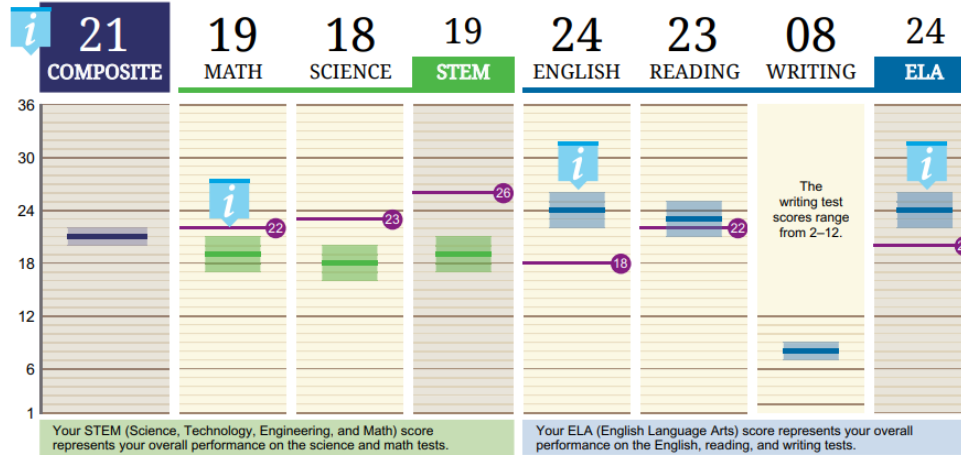 i 21 19 18 19 24 23 08 24
COMPOSITE MATH SCIENCE STEM ENGLISH READING WRITING ELA
36
30
24
18
12
6
1
i
22
23
26
i
18
22
The
writing test
scores range
from 2–12.
i
Your STEM (Science, Technology, Engineering, and Math) score
represents your overall performance on the science and math tests.
Your ELA (English Language Arts) score represents your overall
performance on the English, reading, and writing tests.